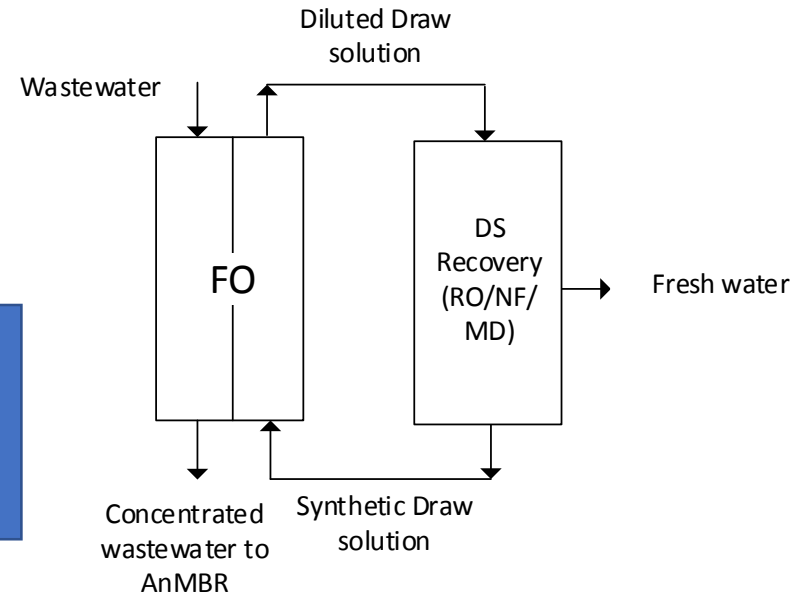 Diluted Draw
solution
Wastewater
FO
DS
Recovery
(RO/NF/
MD)
Fresh water
Synthetic Draw
solution
Concentrated
wastewater to
AnMBR